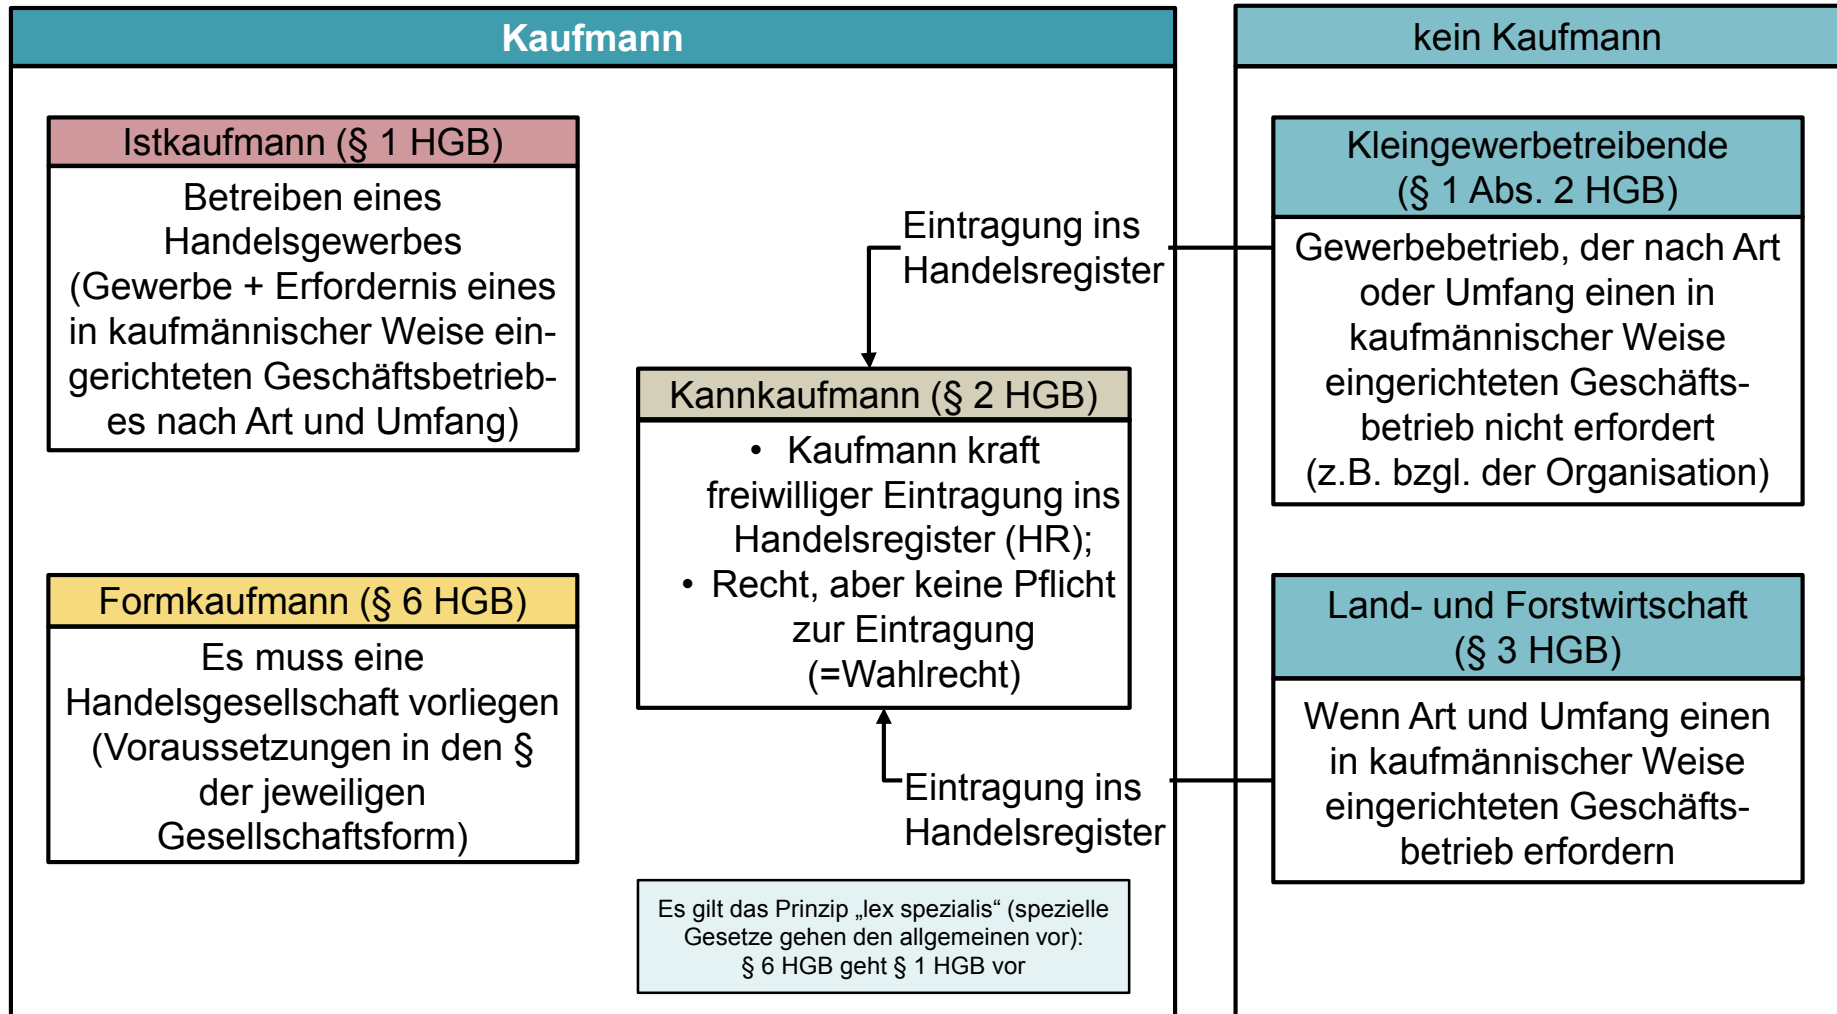 Kaufmann
Istkaufmann (§ 1 HGB)
Betreiben eines
Handelsgewerbes
(Gewerbe + Erfordernis eines
in kaufmännischer Weise ein-
gerichteten Geschäftsbetrieb-
es nach Art und Umfang)
Formkaufmann (§ 6 HGB)
Es muss eine
Handelsgesellschaft vorliegen
(Voraussetzungen in den §
der jeweiligen
Gesellschaftsform)
Eintragung ins
Handelsregister
Kannkaufmann (§ 2 HGB)
• Kaufmann kraft
freiwilliger Eintragung ins
Handelsregister (HR);
• Recht, aber keine Pflicht
zur Eintragung
(=Wahlrecht)
Eintragung ins
Handelsregister
Es gilt das Prinzip „lex spezialis“ (spezielle
Gesetze gehen den allgemeinen vor):
§ 6 HGB geht § 1 HGB vor
kein Kaufmann
Kleingewerbetreibende
(§ 1 Abs. 2 HGB)
Gewerbebetrieb, der nach Art
oder Umfang einen in
kaufmännischer Weise
eingerichteten Geschäfts-
betrieb nicht erfordert
(z.B. bzgl. der Organisation)
Land- und Forstwirtschaft
(§ 3 HGB)
Wenn Art und Umfang einen
in kaufmännischer Weise
eingerichteten Geschäfts-
betrieb erfordern